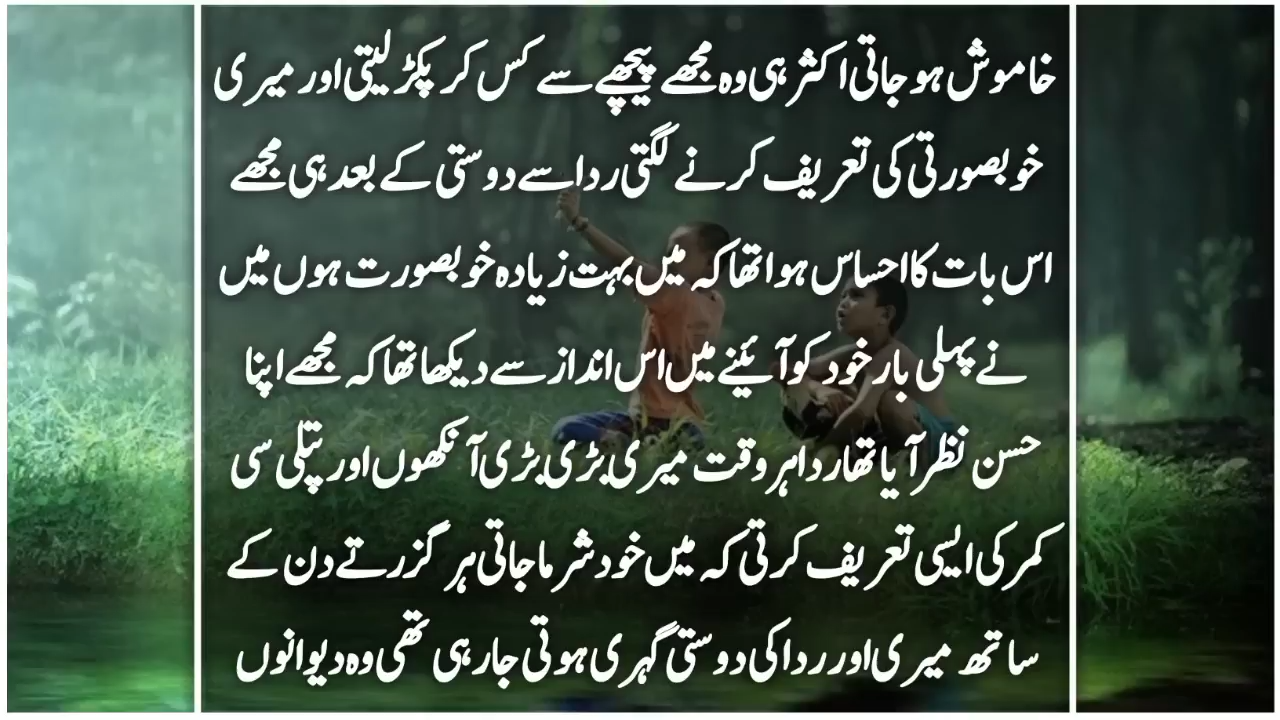 خاموش ہو جاتی اکثر ہی وہ مجھے پیچھے سے کس کر پکڑ لیتی اور میری
خوبصورتی کی تعریف کرنے لگتی ردا سے دوستی کے بعد ہی مجھے
اس بات کا احساس ہوا تھا کہ میں بہت زیادہ خوبصورت ہوں میں
نے پہلی بار خود کو آئینے میں اس انداز سے دیکھا تھا کہ مجھے اپنا
حسن نظر آیا تھا ردا ہر وقت میری بڑی بڑی آنکھوں اور پتلی سی
کمر کی ایسی تعریف کرتی کہ میں خود شرما جاتی ہر گزرتے دن کے
ساتھ میری اور ردا کی دوستی گہری ہوتی جا رہی تھی وہ دیوانوں